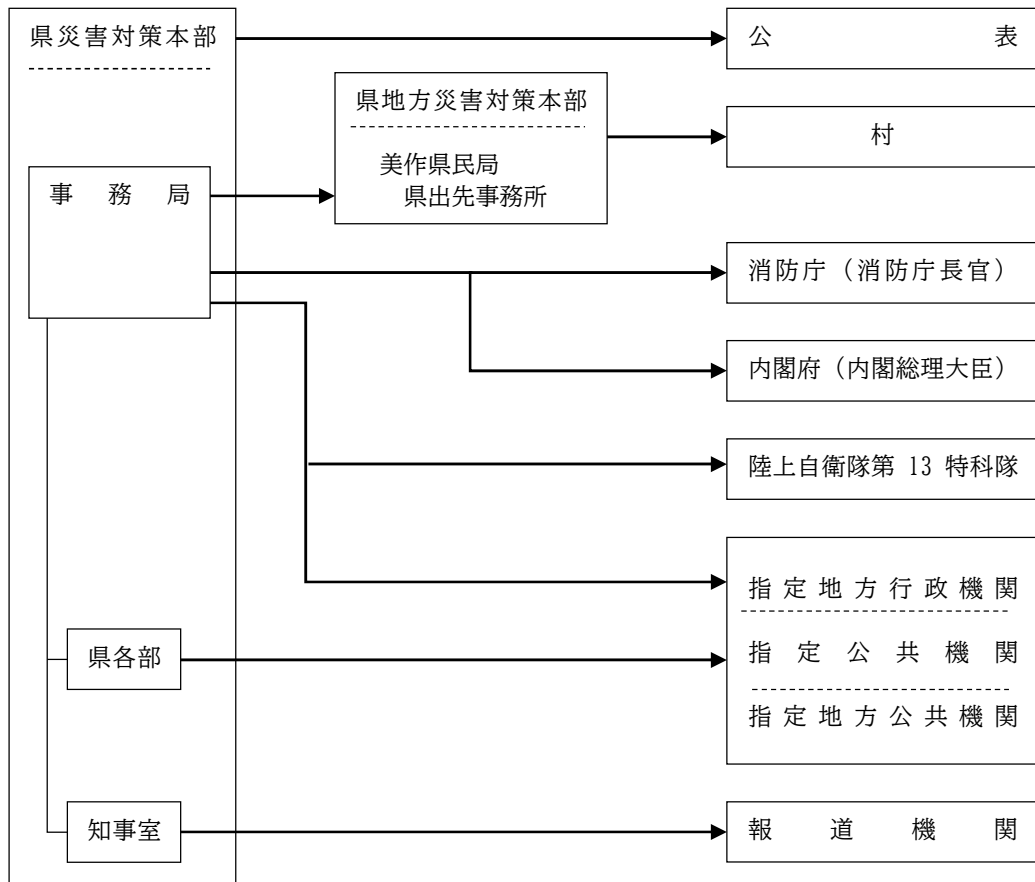 県災害対策本部
公表
県地方災害対策本部
美作県民局
県出先事務所
村
事務局
消防庁（消防庁長官）
内閣府（内閣総理大臣）
陸上自衛隊第 13 特科隊
指定地方行政機関
県各部
指定公共機関
指定地方公共機関
知事室
報道機関